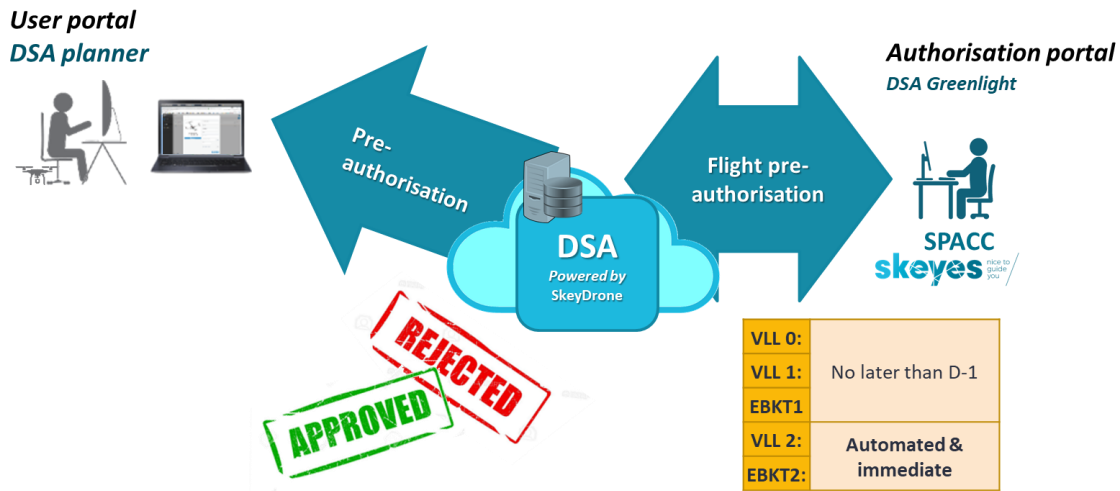 User portal
DSA planner
Authorisation portal
DSA Greenlight
Pre-
authorisation
Flight pre-
authorisation
DSA
Powered by
SkeyDrone
SPACC
skeyes
nice to
guide
you
REJECTED
APPROVED
VLL 0:
VLL 1:
EBKT1
No later than D-1
VLL 2:
EBKT2:
Automated &
immediate